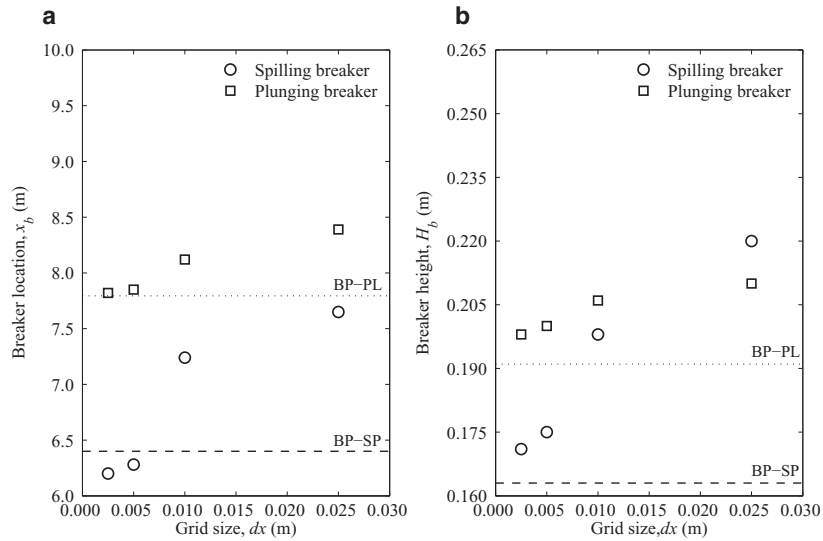 a
10.0
9.5
9.0
8.5
8.0
7.5
7.0
6.5
6.0
Breaker location, x_b (m)
Spilling breaker
Plunging breaker
BP−PL
BP−SP
0.000 0.005 0.010 0.015 0.020 0.025 0.030
Grid size, dx (m)
b
0.265
0.250
0.235
0.220
0.205
0.190
0.175
0.160
Breaker height, H_b (m)
Spilling breaker
Plunging breaker
BP−PL
BP−SP
0.000 0.005 0.010 0.015 0.020 0.025 0.030
Grid size,dx (m)